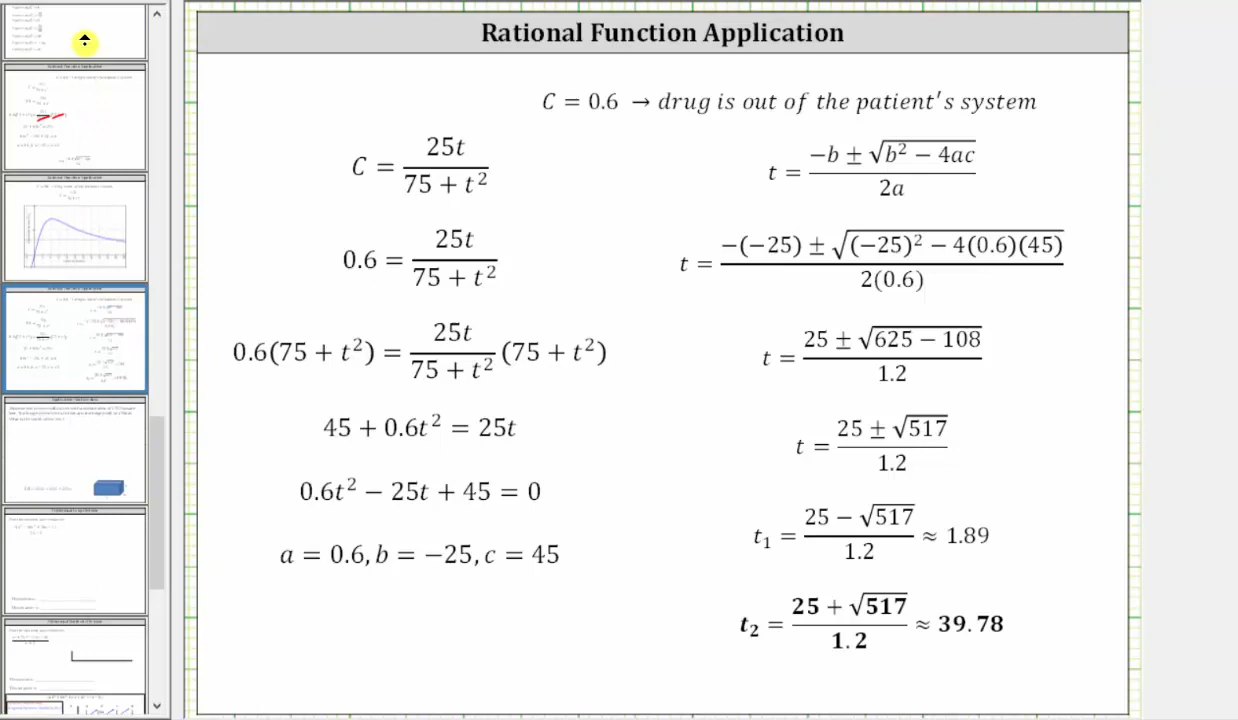 Rational Function Application
C = 0.6 → drug is out of the patient's system
C = 25t / (75 + t²)
0.6 = 25t / (75 + t²)
0.6(75 + t²) = 25t / (75 + t²) (75 + t²)
45 + 0.6t² = 25t
0.6t² − 25t + 45 = 0
a = 0.6, b = −25, c = 45
t = (−b ± √(b² − 4ac)) / 2a
t = (−(−25) ± √((−25)² − 4(0.6)(45))) / 2(0.6)
t = (25 ± √(625 − 108)) / 1.2
t = (25 ± √517) / 1.2
t₁ = (25 − √517) / 1.2 ≈ 1.89
t₂ = (25 + √517) / 1.2 ≈ 39.78